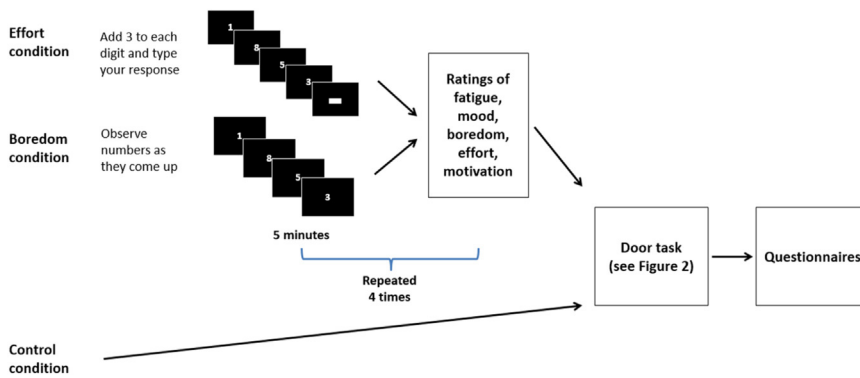 Effort
condition
Add 3 to each
digit and type
your response
1
8
5
3
Boredom
condition
Observe
numbers as
they come up
1
8
5
3
5 minutes
Repeated
4 times
Ratings of
fatigue,
mood,
boredom,
effort,
motivation
Door task
(see Figure 2)
Questionnaires
Control
condition